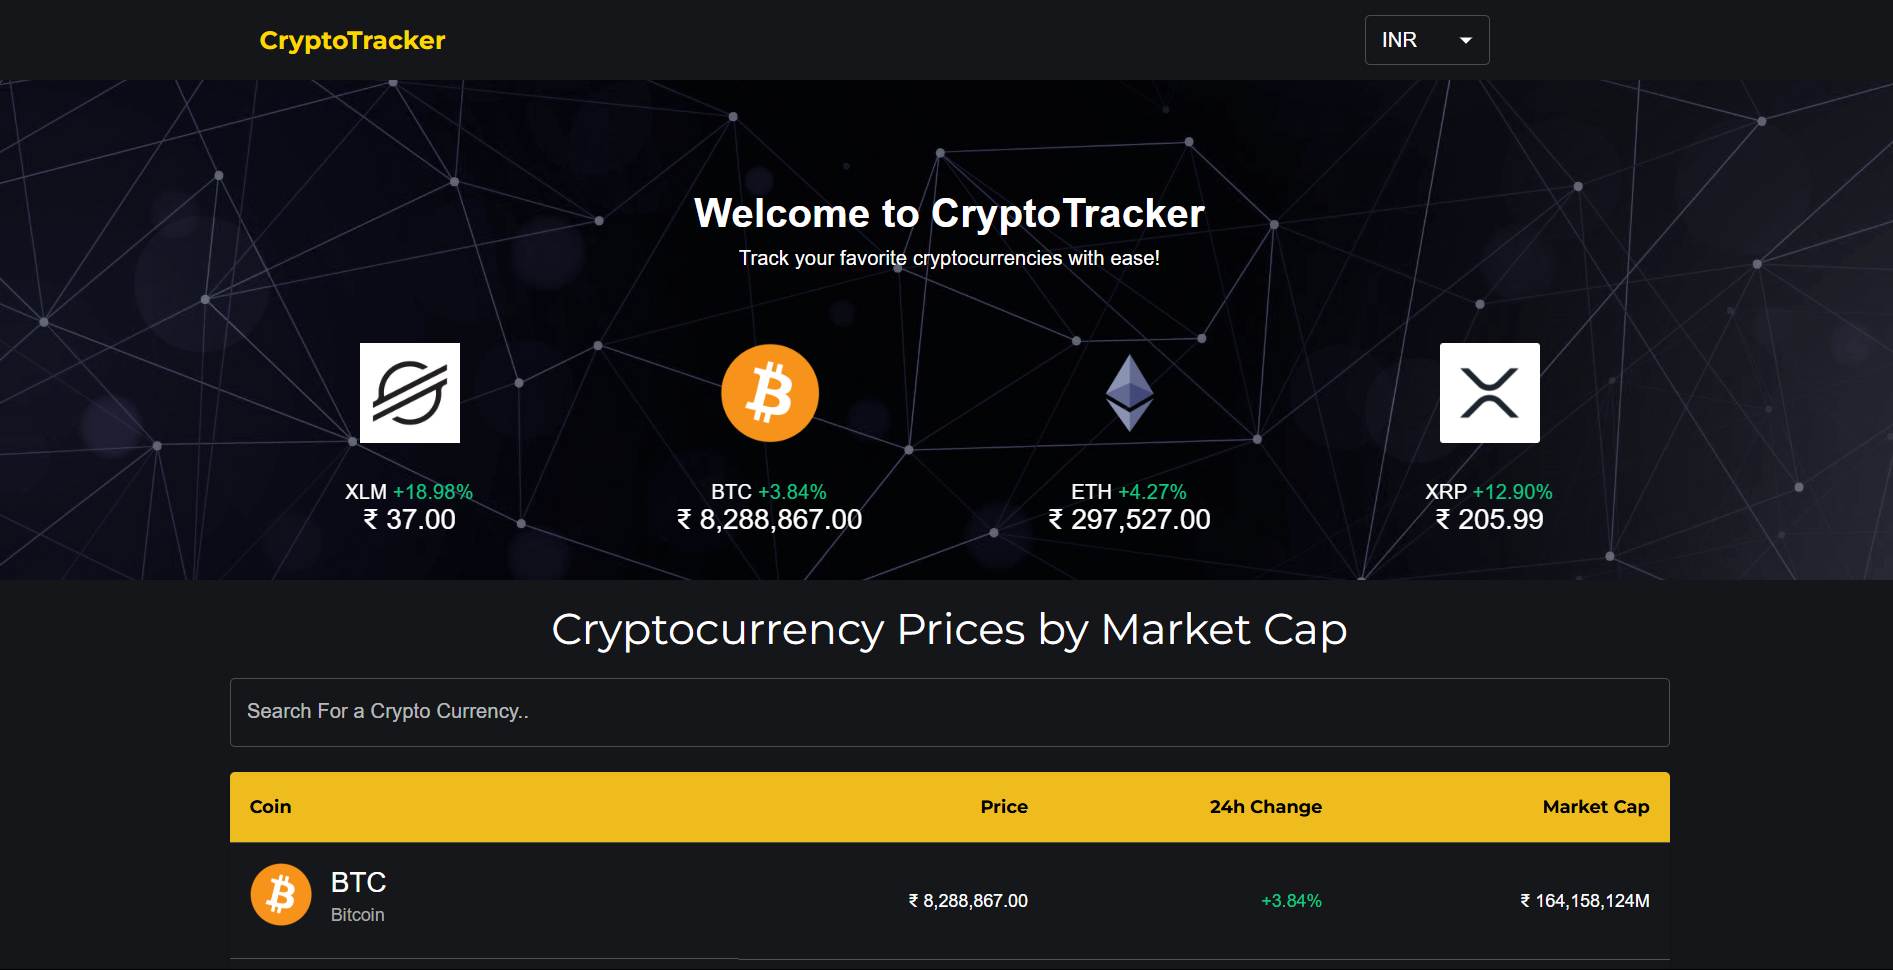 CryptoTracker
INR
Welcome to CryptoTracker
Track your favorite cryptocurrencies with ease!
XLM +18.98%
₹ 37.00
BTC +3.84%
₹ 8,288,867.00
ETH +4.27%
₹ 297,527.00
XRP +12.90%
₹ 205.99
Cryptocurrency Prices by Market Cap
Search For a Crypto Currency..
Coin Price 24h Change Market Cap
BTC
Bitcoin
₹ 8,288,867.00 +3.84% ₹ 164,158,124M